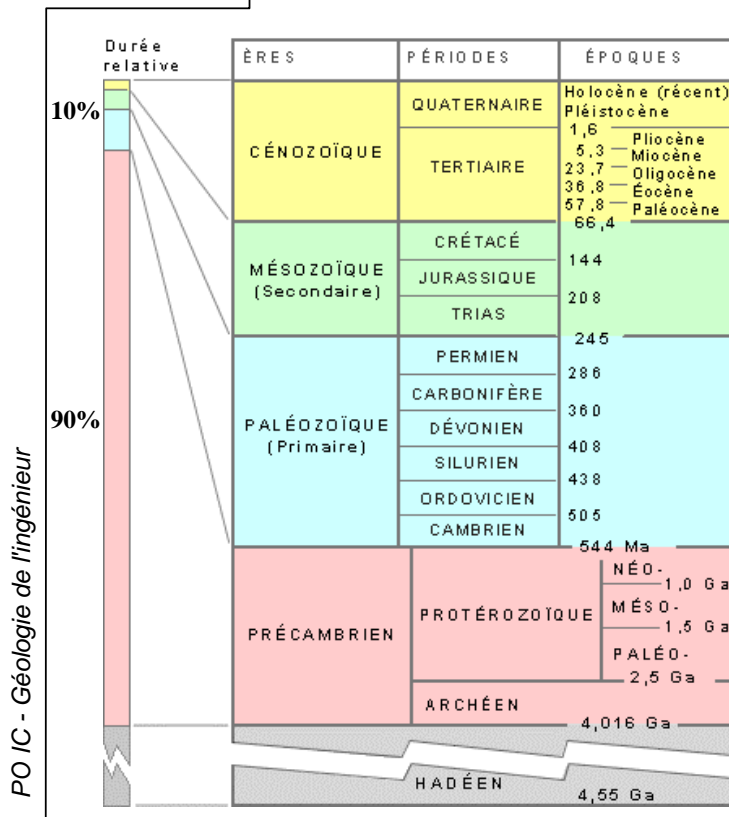 Durée
relative
10%
90%
PO IC - Géologie de l'ingénieur
ÈRES PÉRIODES ÉPOQUES
CÉNOZOÏQUE
QUATERNAIRE
Holocène (récent)
Pléistocène
1,6
TERTIAIRE
Pliocène
5,3
Miocène
23,7
Oligocène
36,8
Éocène
57,8
Paléocène
66,4
MÉSOZOÏQUE
(Secondaire)
CRÉTACÉ
144
JURASSIQUE
208
TRIAS
245
PALÉOZOÏQUE
(Primaire)
PERMIEN
286
CARBONIFÈRE
360
DÉVONIEN
408
SILURIEN
438
ORDOVICIEN
505
CAMBRIEN
544 Ma
PRÉCAMBRIEN
PROTÉROZOÏQUE
NÉO-
1,0 Ga
MÉSO-
1,5 Ga
PALÉO-
2,5 Ga
ARCHÉEN
4,016 Ga
HADÉEN
4,55 Ga